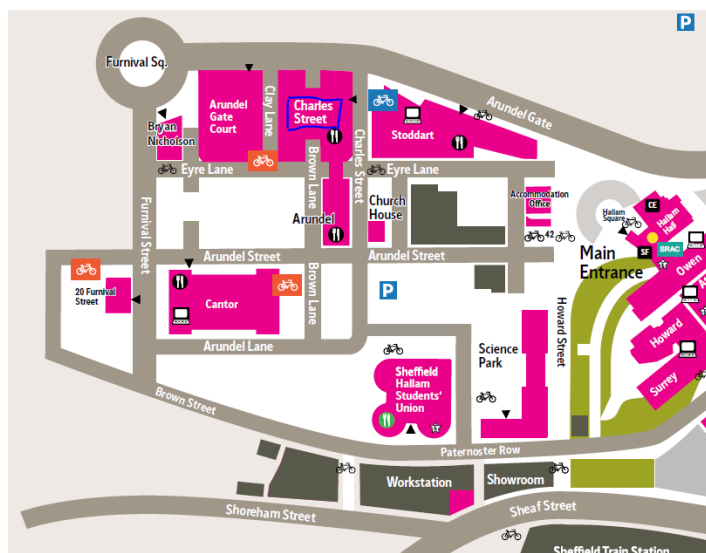 P
Furnival Sq.
Arundel
Gate
Court
Clay Lane
Charles
Street
Bryan
Nicholson
Stoddart
Arundel Gate
Eyre Lane
Eyre Lane
Brown Lane
Charles Street
Furnival Street
Arundel
Church
House
Accommodation
Office
42
Hallam
Square
CE
Hallam
Hall
SF
SRAC
Main
Entrance
Owen
Arundel Street
Arundel Street
20 Furnival
Street
Cantor
Brown Lane
P
Howard Street
Howard
Surrey
Arundel Lane
Science
Park
Sheffield
Hallam
Students'
Union
Brown Street
Paternoster Row
Workstation
Showroom
Shoreham Street
Sheaf Street
Sheffield Train Station